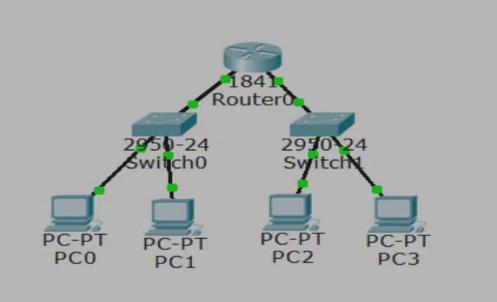 1841
Router0
2950-24
Switch0
2950-24
Switch1
PC-PT
PC0
PC-PT
PC1
PC-PT
PC2
PC-PT
PC3